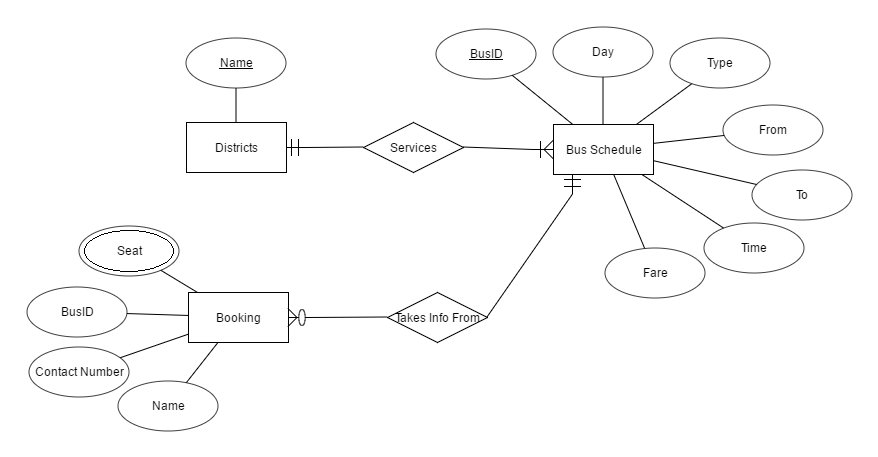 Name
BusID
Day
Type
From
Districts
Services
Bus Schedule
To
Time
Fare
Seat
BusID
Booking
Takes Info From
Contact Number
Name